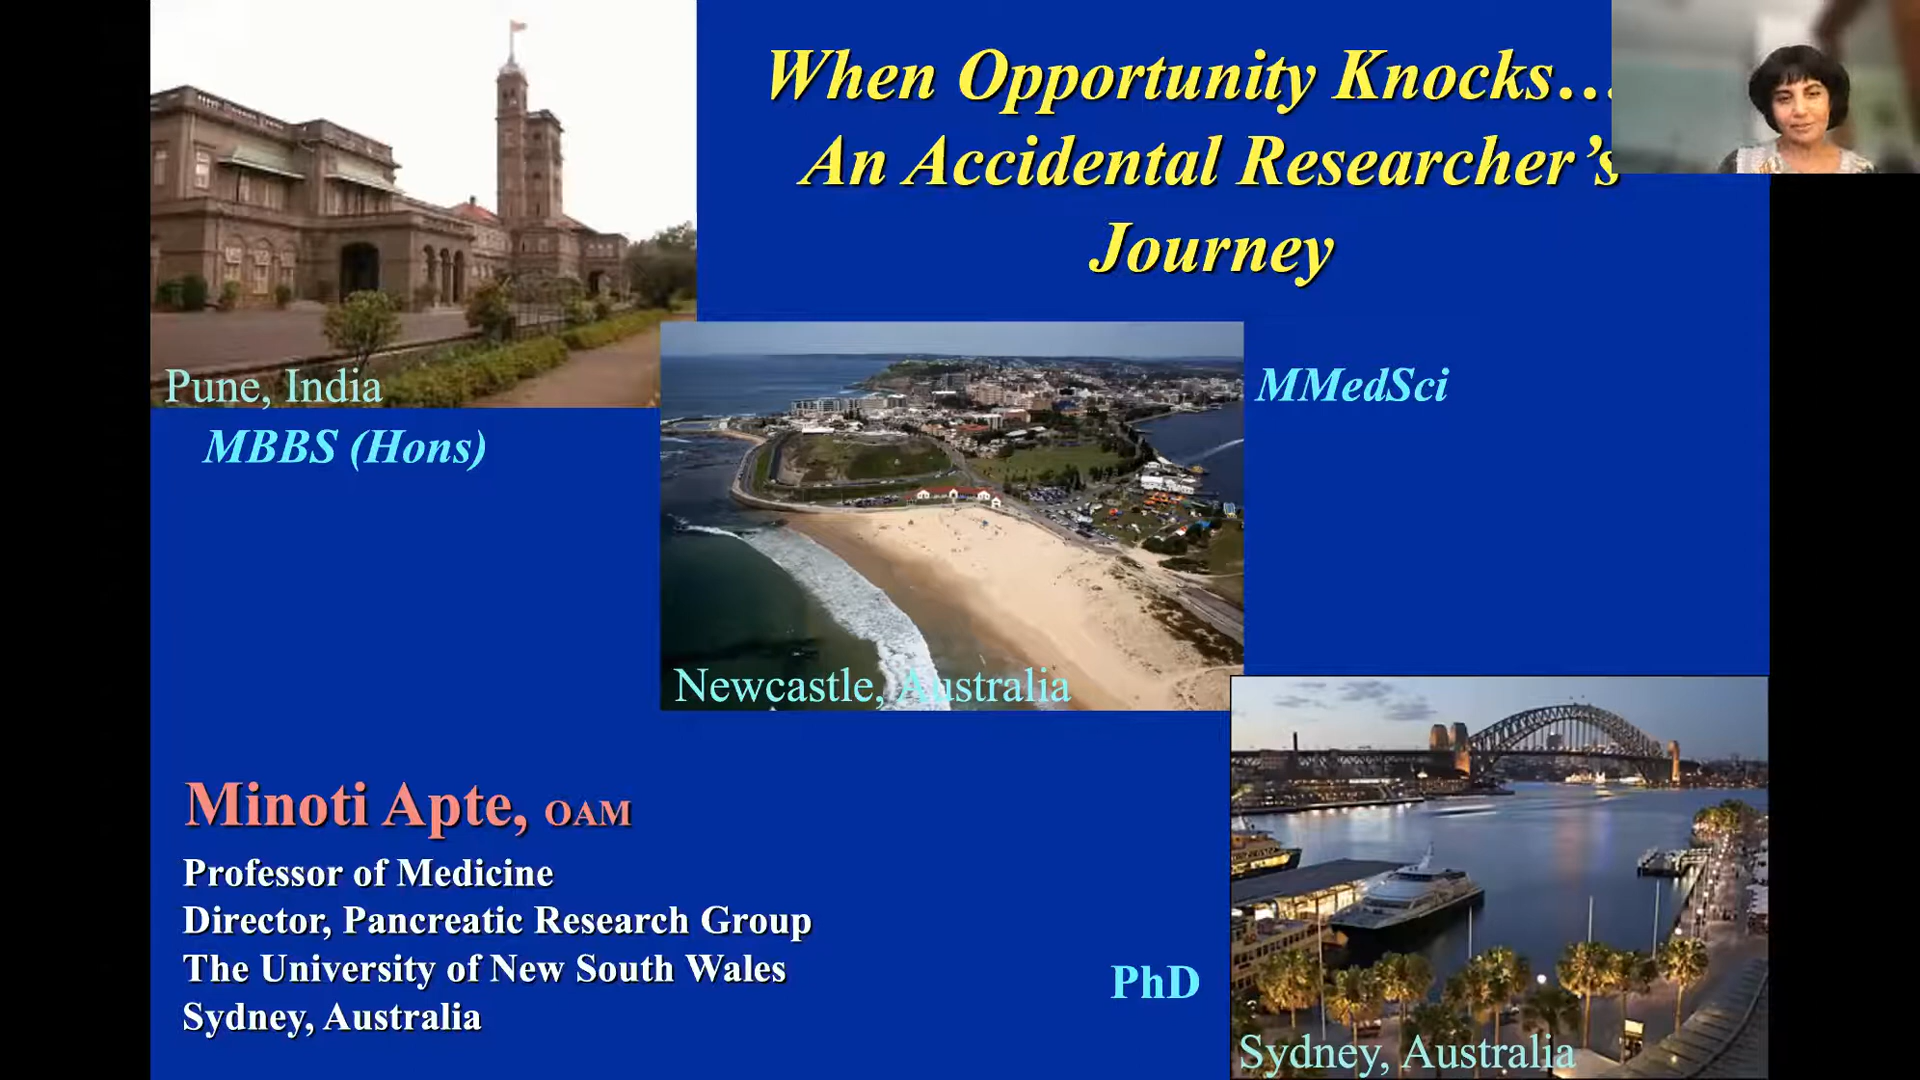 When Opportunity Knocks…
An Accidental Researcher’s
Journey
Pune, India
MBBS (Hons)
MMedSci
Newcastle, Australia
Minoti Apte, OAM
Professor of Medicine
Director, Pancreatic Research Group
The University of New South Wales
Sydney, Australia
PhD
Sydney, Australia